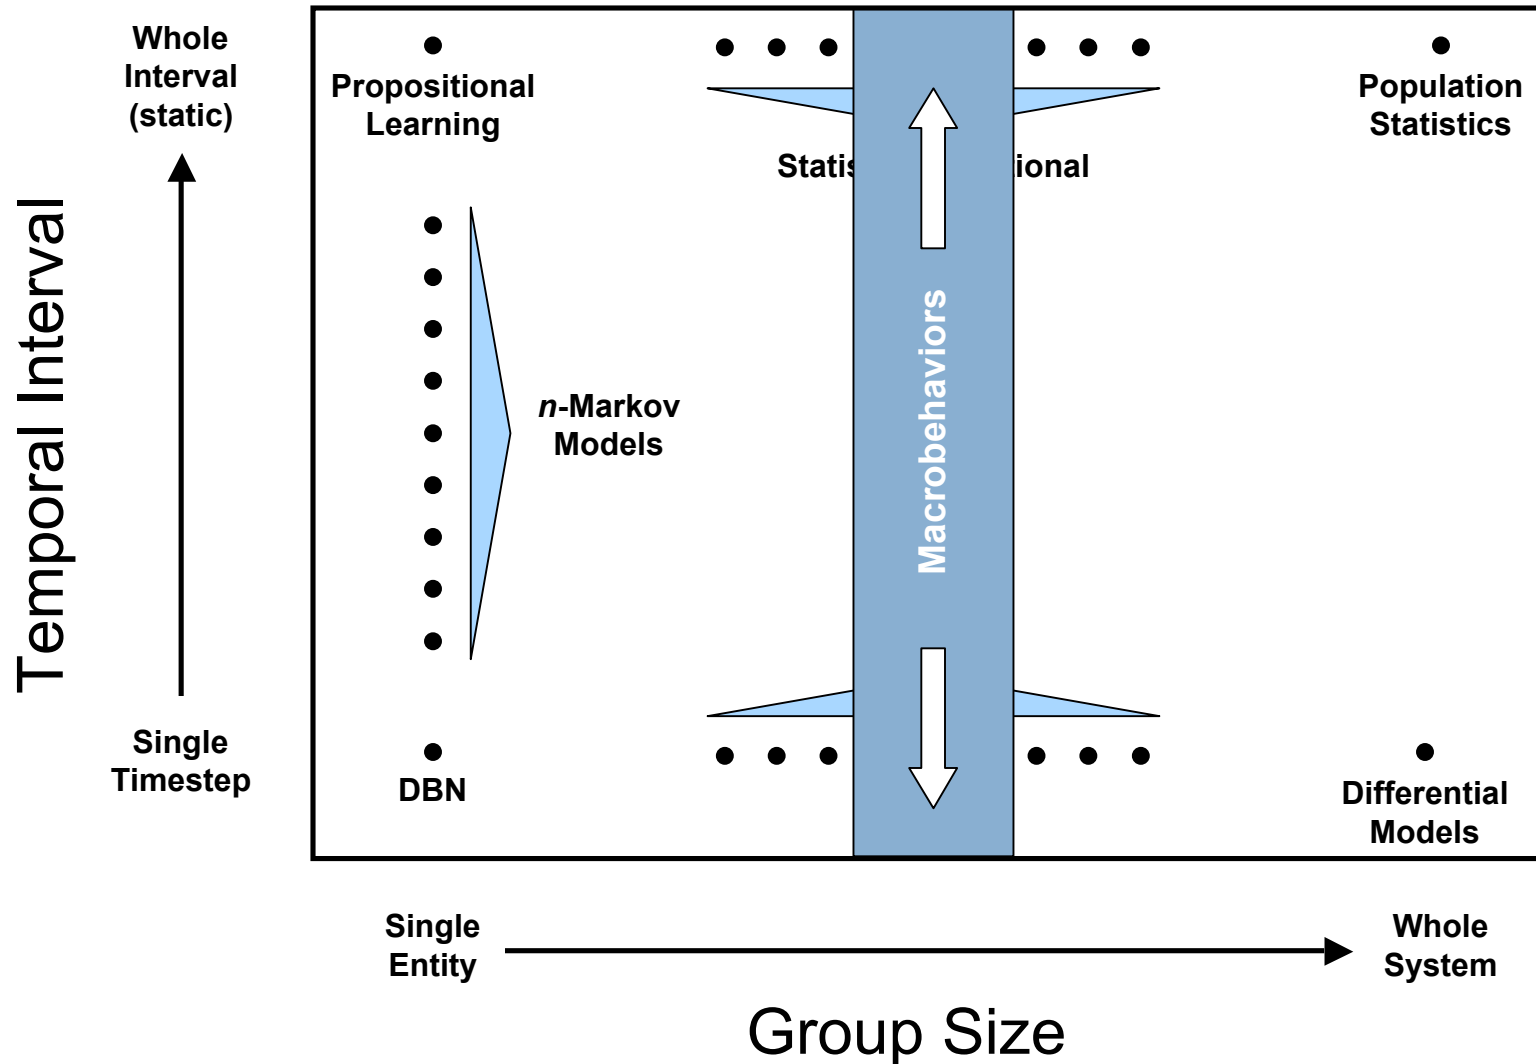 Whole
Interval
(static)
Propositional
Learning
Population
Statistics
Statis
ional
Temporal Interval
n-Markov
Models
Macrobehaviors
Single
Timestep
DBN
Differential
Models
Single
Entity
Whole
System
Group Size